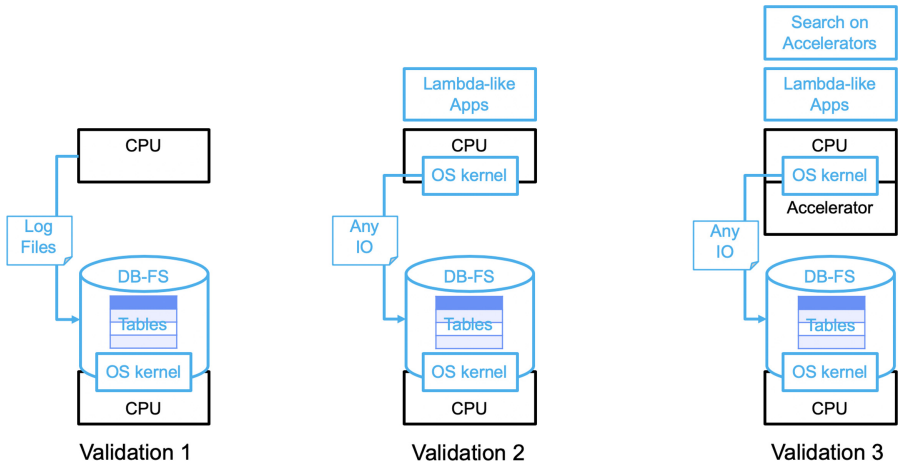 CPU
Log
Files
DB-FS
Tables
OS kernel
CPU
Validation 1
Lambda-like
Apps
CPU
OS kernel
Any
IO
DB-FS
Tables
OS kernel
CPU
Validation 2
Search on
Accelerators
Lambda-like
Apps
CPU
OS kernel
Accelerator
Any
IO
DB-FS
Tables
OS kernel
CPU
Validation 3